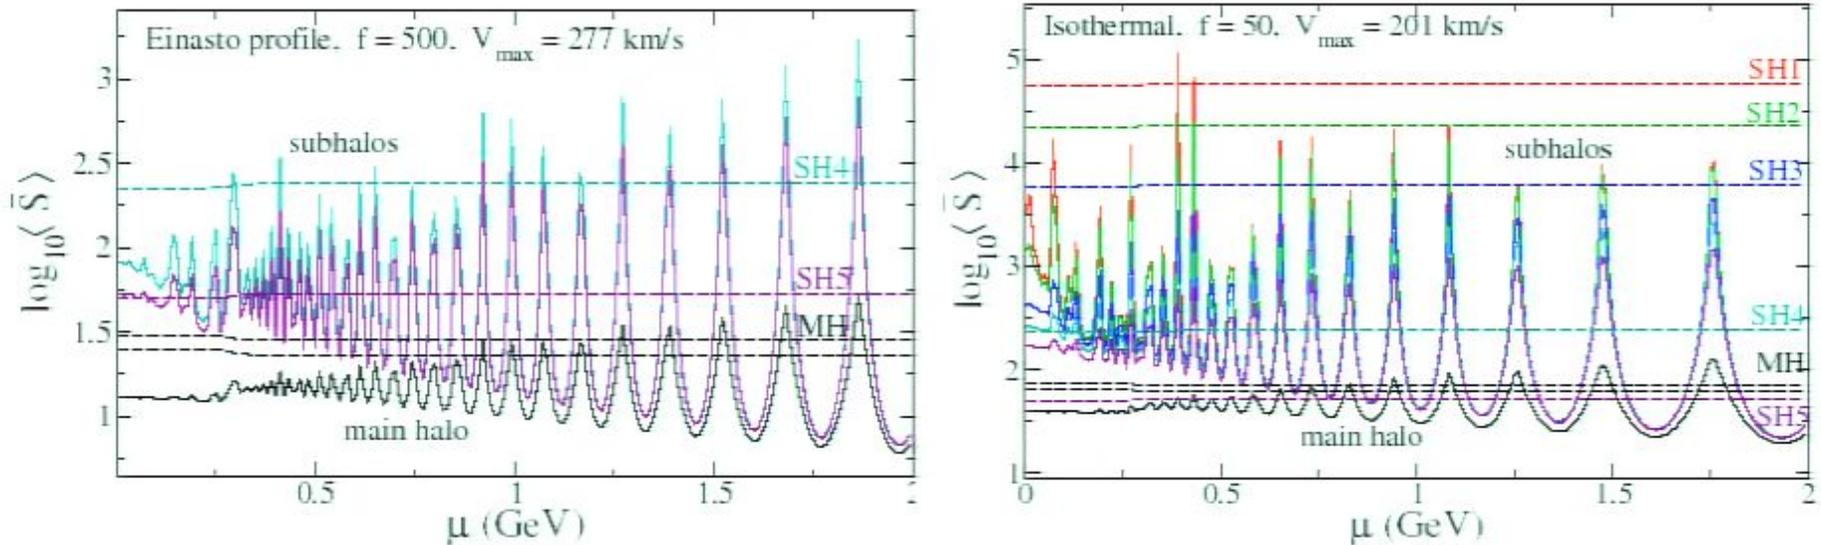 Einasto profile. f = 500. V_max = 277 km/s
3
2.5
2
1.5
1
log₁₀⟨S̄⟩
subhalos
SH4
SH5
MH
main halo
0.5
1
1.5
μ (GeV)
Isothermal. f = 50. V_max = 201 km/s
5
4
3
2
1
log₁₀⟨S̄⟩
SH1
SH2
subhalos
SH3
SH4
MH
SH5
main halo
0
0.5
1
1.5
2
μ (GeV)